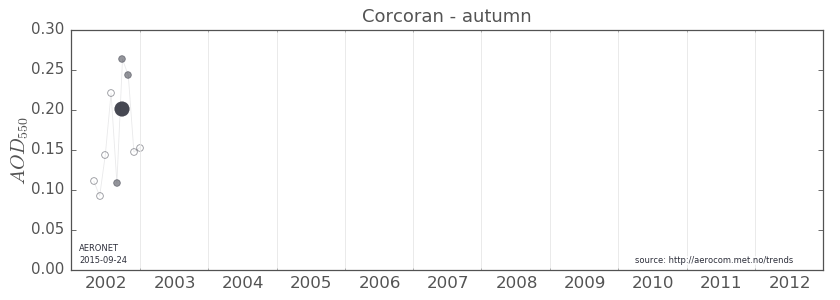 Corcoran - autumn
0.30
0.25
0.20
0.15
0.10
0.05
0.00
AOD550
AERONET
2015-09-24
source: http://aerocom.met.no/trends
2002 2003 2004 2005 2006 2007 2008 2009 2010 2011 2012